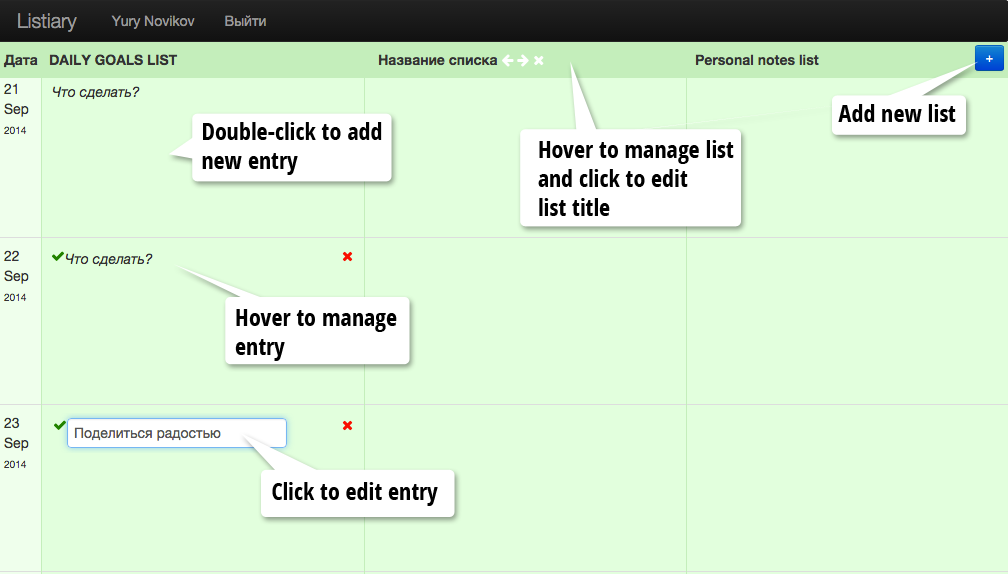 Listiary Yury Novikov Выйти
Дата DAILY GOALS LIST Название списка Personal notes list +
21 Что сделать?
Sep
2014
Double-click to add
new entry
Hover to manage list
and click to edit
list title
Add new list
22 Что сделать?
Sep
2014
Hover to manage
entry
23 Поделиться радостью
Sep
2014
Click to edit entry